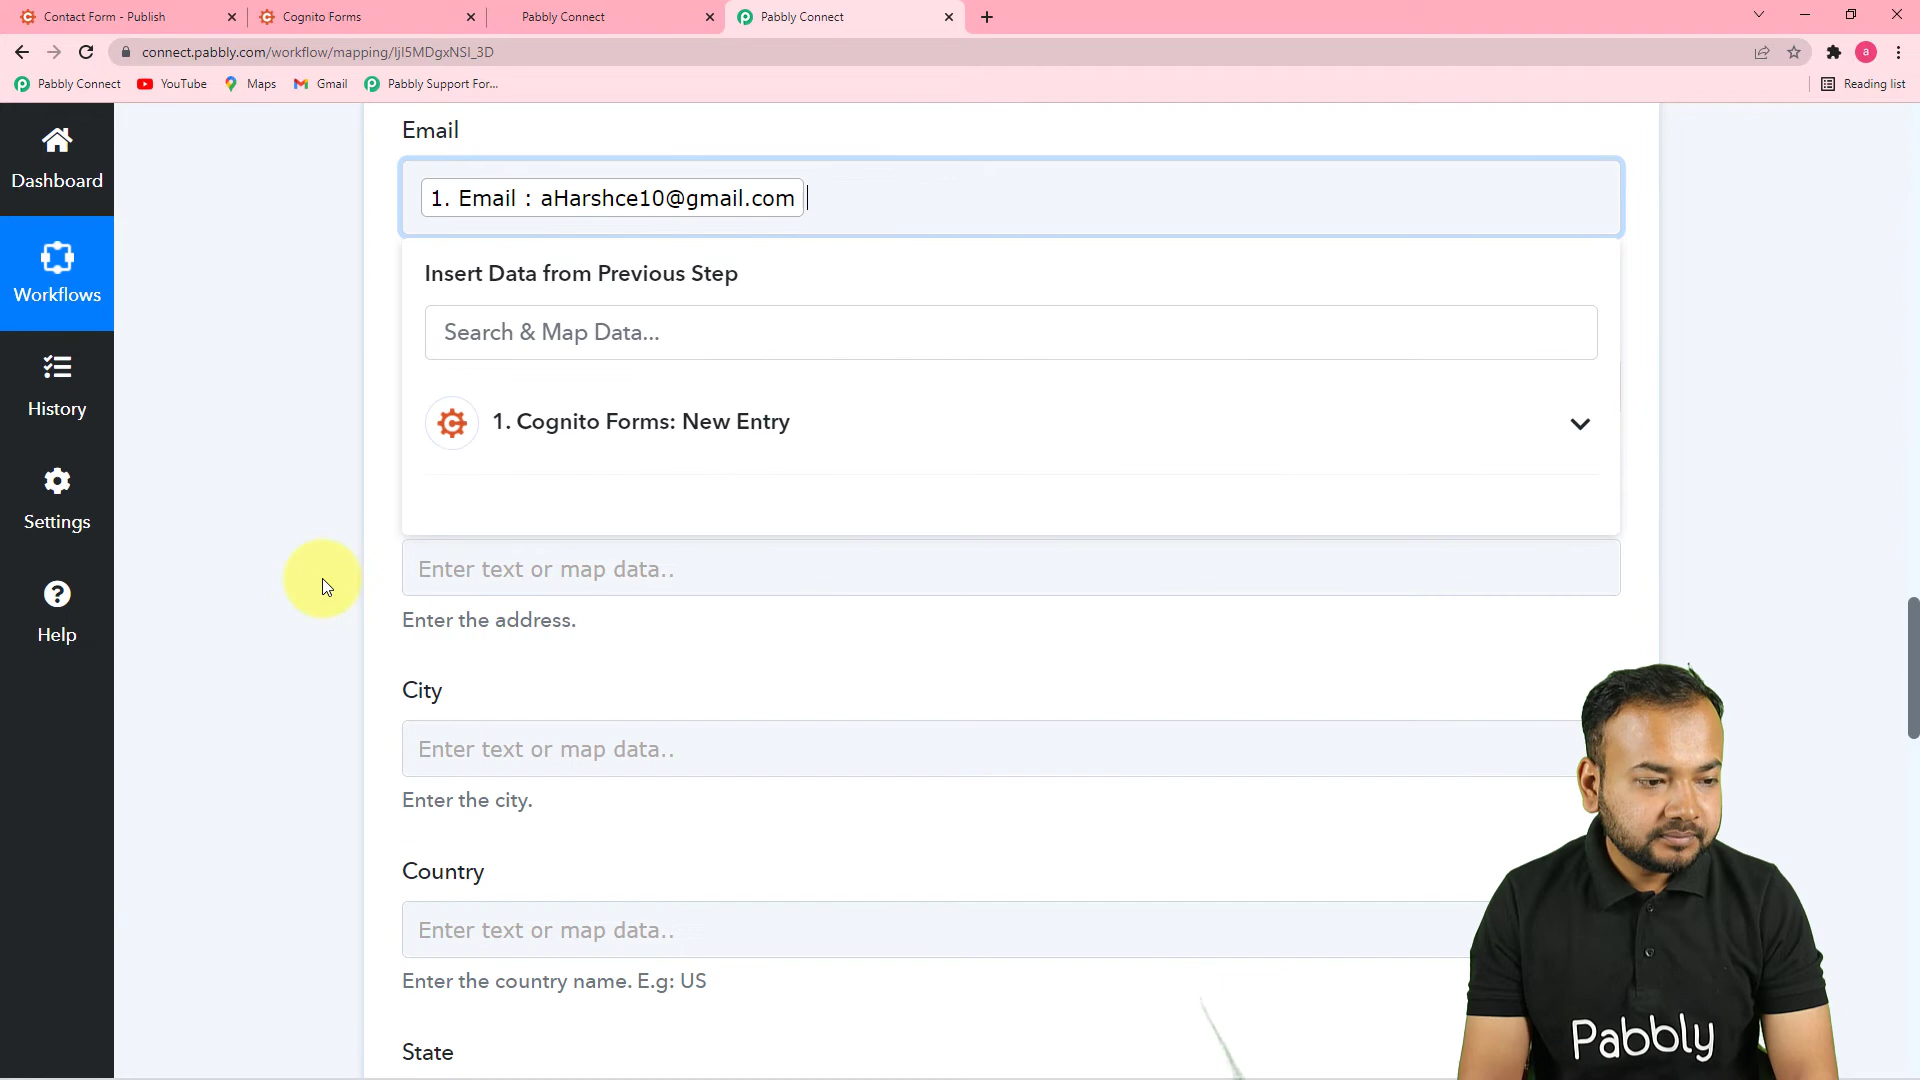 Contact Form - Publish
Cognito Forms
Pabbly Connect
Pabbly Connect
connect.pabbly.com/workflow/mapping/IjI5MDgxNSI_3D
a
Pabbly Connect
YouTube
Maps
Gmail
Pabbly Support For...
Reading list
Dashboard
Workflows
History
Settings
Help
Email
1. Email : aHarshce10@gmail.com
Insert Data from Previous Step
Search & Map Data...
1. Cognito Forms: New Entry
Enter text or map data..
Enter the address.
City
Enter text or map data..
Enter the city.
Country
Enter text or map data..
Enter the country name. E.g: US
State
Pabbly